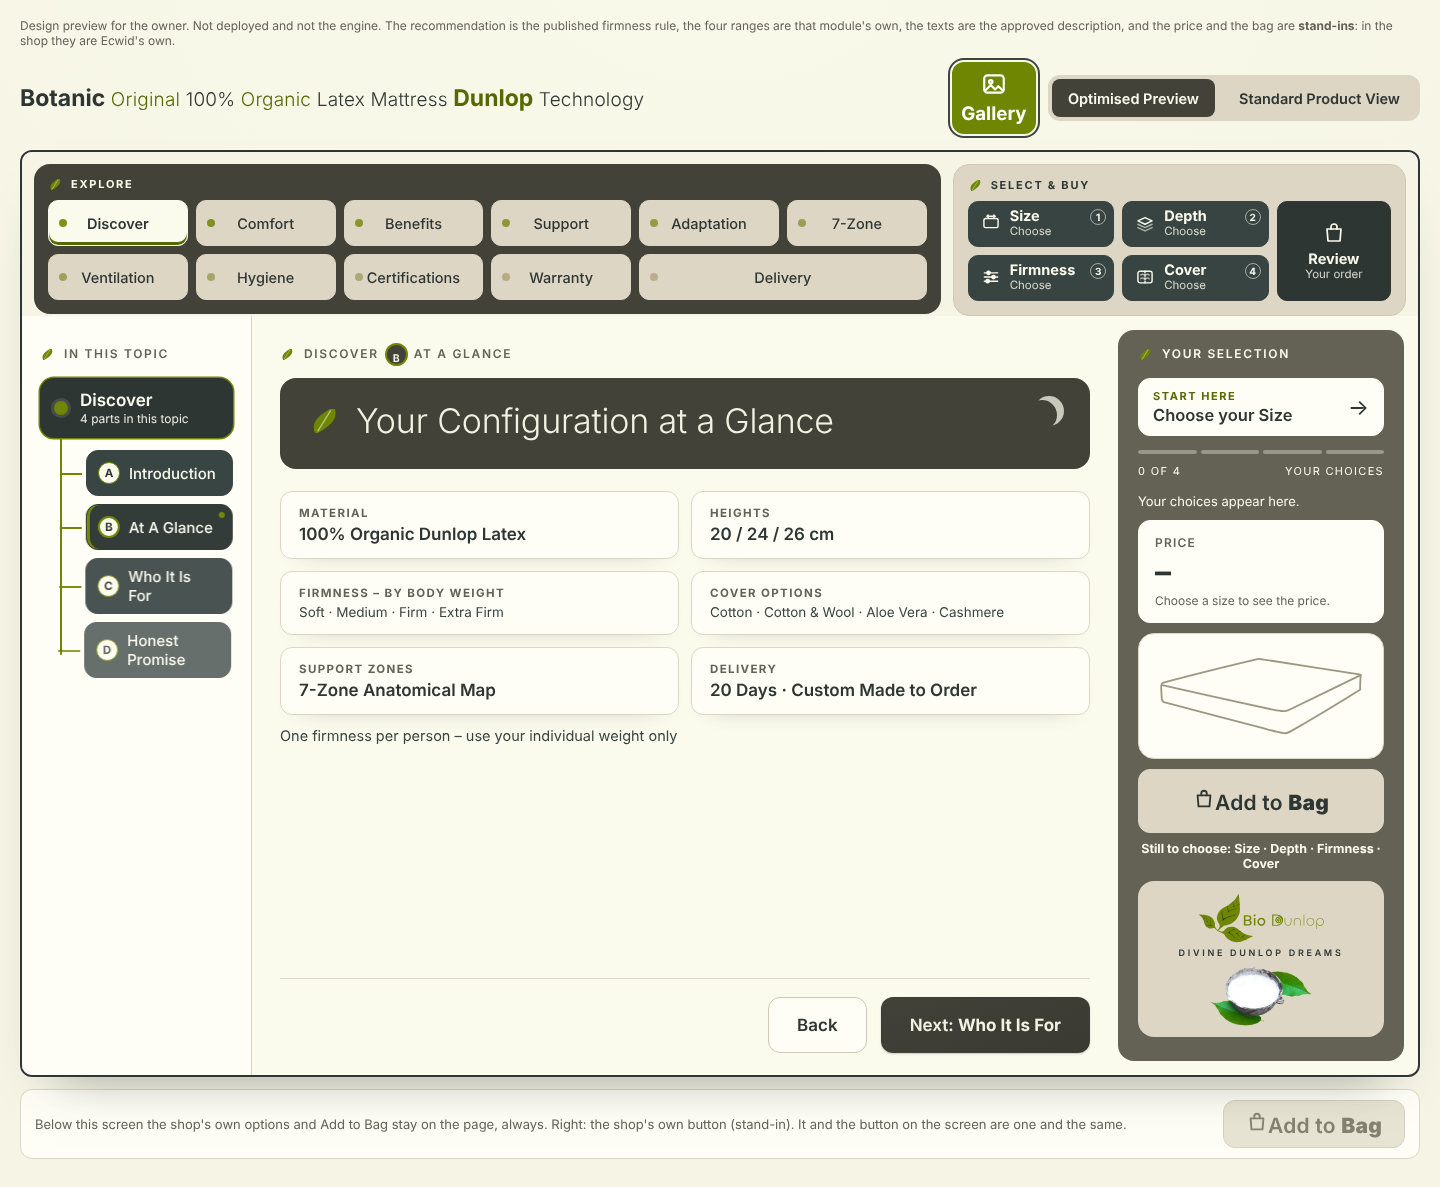 Design preview for the owner. Not deployed and not the engine. The recommendation is the published firmness rule, the four ranges are that module's own, the texts are the approved description, and the price and the bag are stand-ins: in the
shop they are Ecwid's own.
Botanic Original 100% Organic Latex Mattress Dunlop Technology
Gallery
Optimised Preview
Standard Product View
EXPLORE
Discover
Comfort
Benefits
Support
Adaptation
7-Zone
Ventilation
Hygiene
Certifications
Warranty
Delivery
SELECT & BUY
Size
Choose
1
Depth
Choose
2
Firmness
Choose
3
Cover
Choose
4
Review
Your order
IN THIS TOPIC
Discover
4 parts in this topic
A Introduction
B At A Glance
C Who It Is
For
D Honest
Promise
DISCOVER B AT A GLANCE
Your Configuration at a Glance
MATERIAL
100% Organic Dunlop Latex
HEIGHTS
20 / 24 / 26 cm
FIRMNESS – BY BODY WEIGHT
Soft · Medium · Firm · Extra Firm
COVER OPTIONS
Cotton · Cotton & Wool · Aloe Vera · Cashmere
SUPPORT ZONES
7-Zone Anatomical Map
DELIVERY
20 Days · Custom Made to Order
One firmness per person – use your individual weight only
Back
Next: Who It Is For
YOUR SELECTION
START HERE
Choose your Size
0 OF 4
YOUR CHOICES
Your choices appear here.
PRICE
–
Choose a size to see the price.
Add to Bag
Still to choose: Size · Depth · Firmness ·
Cover
Bio Dunlop
DIVINE DUNLOP DREAMS
Below this screen the shop's own options and Add to Bag stay on the page, always. Right: the shop's own button (stand-in). It and the button on the screen are one and the same.
Add to Bag